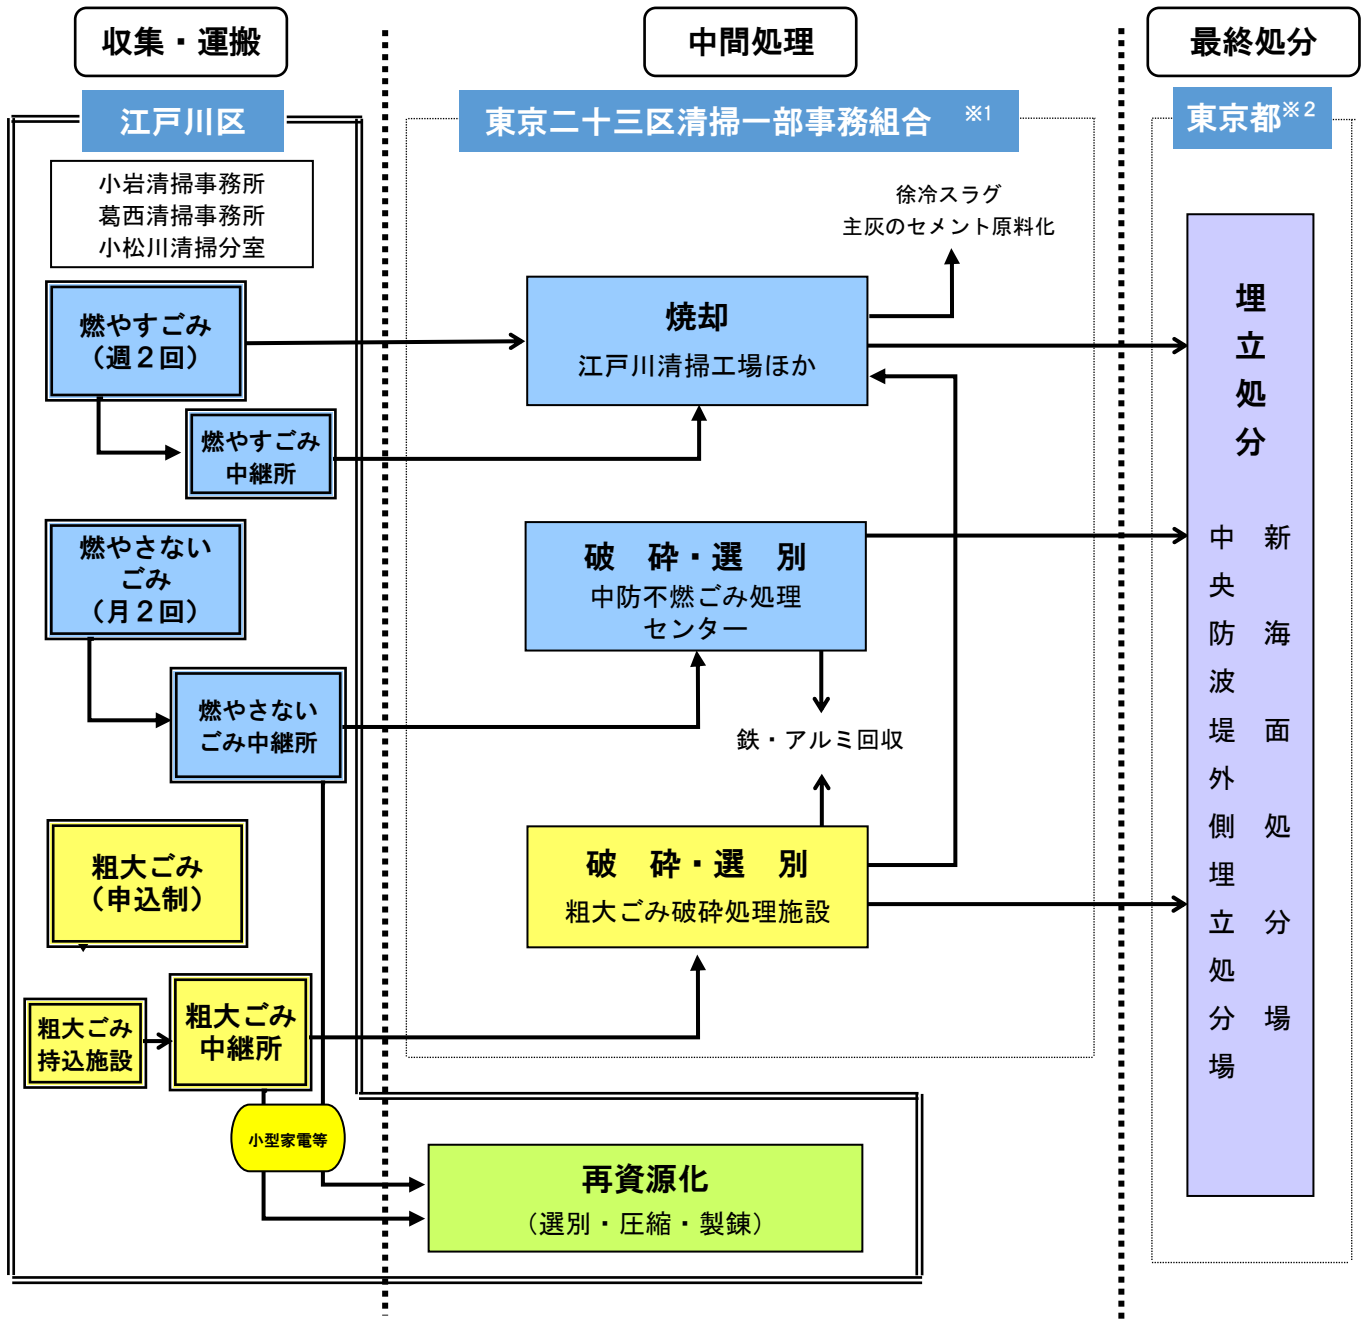 収集・運搬
中間処理
最終処分
江戸川区
東京二十三区清掃一部事務組合 ※1
東京都※2
小岩清掃事務所
葛西清掃事務所
小松川清掃分室
徐冷スラグ
主灰のセメント原料化
燃やすごみ
（週２回）
焼却
江戸川清掃工場ほか
燃やすごみ
中継所
燃やさない
ごみ
（月２回）
破 砕・選 別
中防不燃ごみ処理
センター
燃やさない
ごみ中継所
鉄・アルミ回収
粗大ごみ
（申込制）
破 砕・選 別
粗大ごみ破砕処理施設
粗大ごみ
持込施設
粗大ごみ
中継所
小型家電等
再資源化
（選別・圧縮・製錬）
埋立処分
新海面処分場
中央防波堤外側埋立処分場